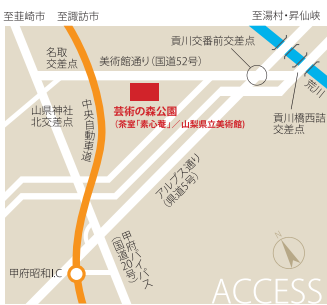 至韮崎市
至諏訪市
至湯村・昇仙峡
名取
交差点
貢川交番前交差点
美術館通り(国道52号)
荒川
山県神社
北交差点
中央自動車道
芸術の森公園
(茶室「素心菴」/山梨県立美術館)
貢川橋西詰
交差点
アルプス通り
(県道5号)
甲府バイパス
(国道20号)
甲府昭和I.C
N
ACCESS